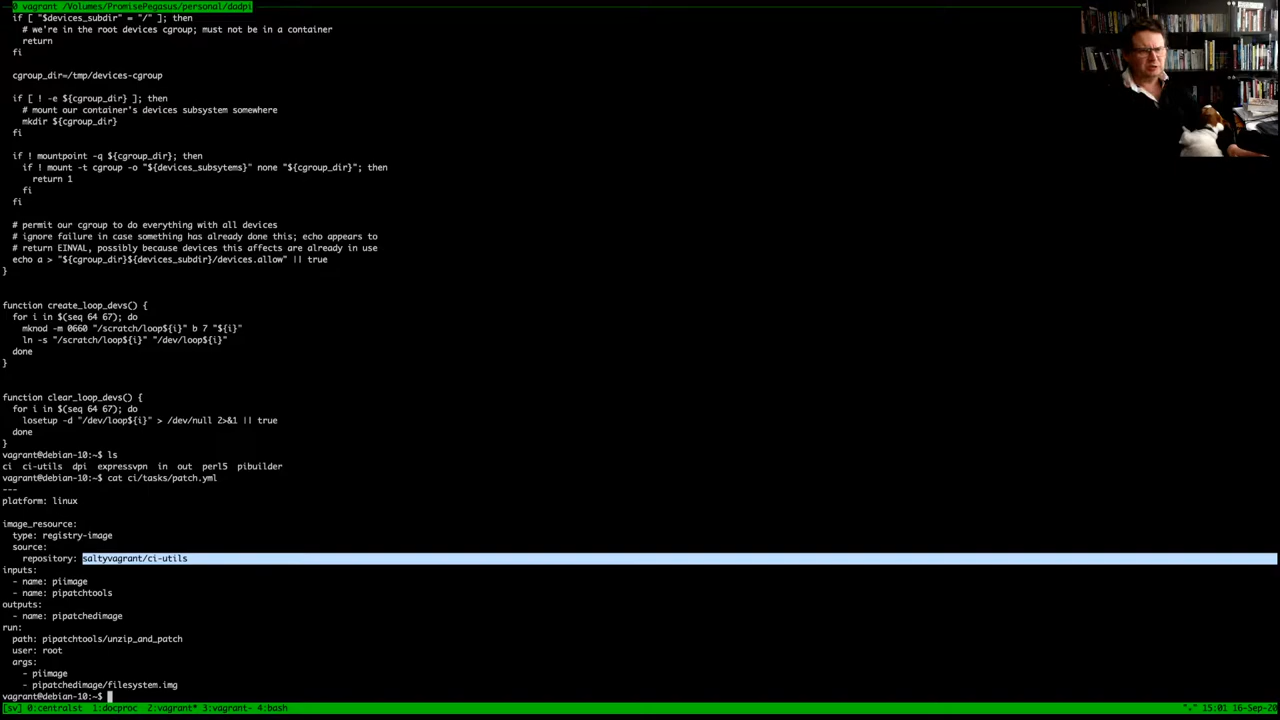 0 vagrant /Volumes/PromisePegasus/personal/dadpi
if [ "$devices_subdir" = "/" ]; then
# we're in the root devices cgroup; must not be in a container
return
fi
cgroup_dir=/tmp/devices-cgroup
if [ ! -e ${cgroup_dir} ]; then
# mount our container's devices subsystem somewhere
mkdir ${cgroup_dir}
fi
if ! mountpoint -q ${cgroup_dir}; then
if ! mount -t cgroup -o "${devices_subsytems}" none "${cgroup_dir}"; then
return 1
fi
fi
# permit our cgroup to do everything with all devices
# ignore failure in case something has already done this; echo appears to
# return EINVAL, possibly because devices this affects are already in use
echo a > "${cgroup_dir}${devices_subdir}/devices.allow" || true
}
function create_loop_devs() {
for i in $(seq 64 67); do
mknod -m 0660 "/scratch/loop${i}" b 7 "${i}"
ln -s "/scratch/loop${i}" "/dev/loop${i}"
done
}
function clear_loop_devs() {
for i in $(seq 64 67); do
losetup -d "/dev/loop${i}" > /dev/null 2>&1 || true
done
}
vagrant@debian-10:~$ ls
ci ci-utils dpi expressvpn in out perl5 pibuilder
vagrant@debian-10:~$ cat ci/tasks/patch.yml
---
platform: linux
image_resource:
type: registry-image
source:
repository: saltyvagrant/ci-utils
inputs:
- name: piimage
- name: pipatchtools
outputs:
- name: pipatchedimage
run:
path: pipatchtools/unzip_and_patch
user: root
args:
- piimage
- pipatchedimage/filesystem.img
vagrant@debian-10:~$
[sv] 0:centralst 1:docproc 2:vagrant* 3:vagrant- 4:bash
"~" 15:01 16-Sep-20